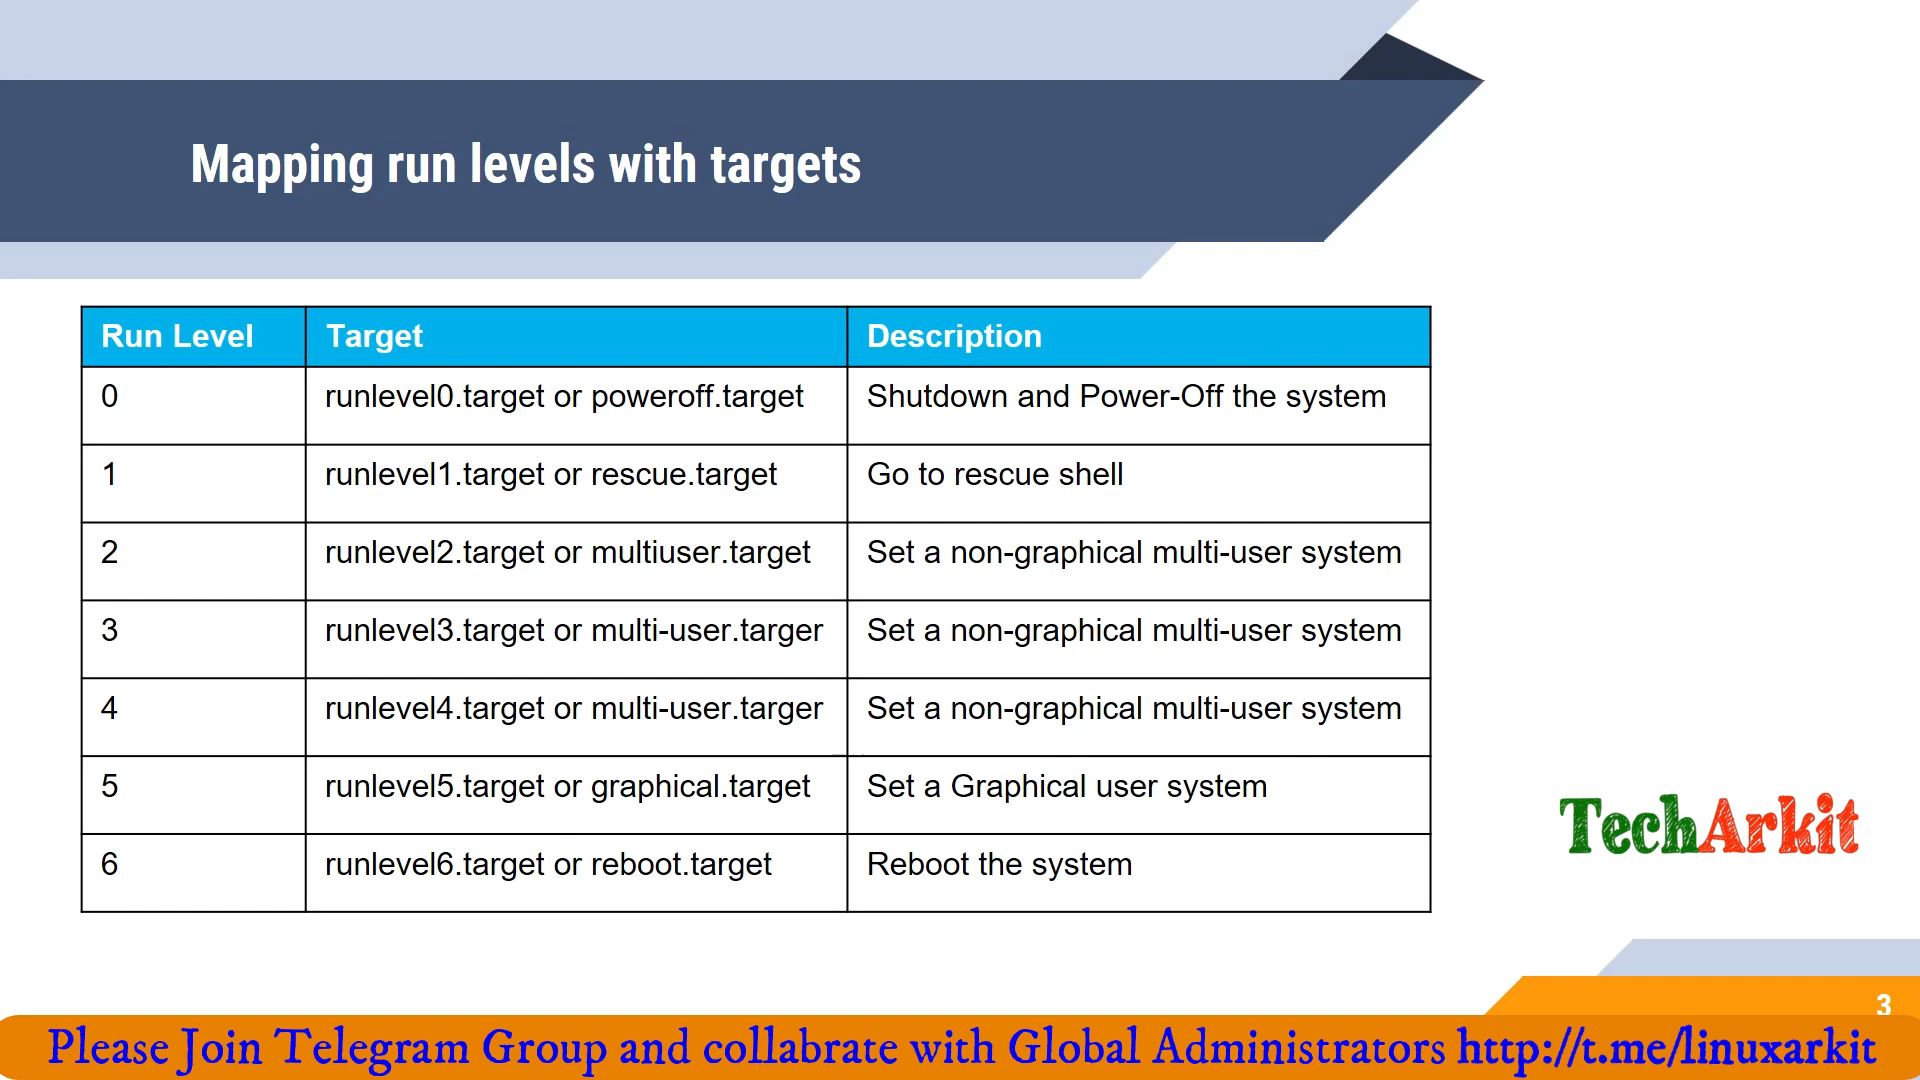 Mapping run levels with targets
Run Level Target Description
0 runlevel0.target or poweroff.target Shutdown and Power-Off the system
1 runlevel1.target or rescue.target Go to rescue shell
2 runlevel2.target or multiuser.target Set a non-graphical multi-user system
3 runlevel3.target or multi-user.targer Set a non-graphical multi-user system
4 runlevel4.target or multi-user.targer Set a non-graphical multi-user system
5 runlevel5.target or graphical.target Set a Graphical user system
6 runlevel6.target or reboot.target Reboot the system
TechArkit
3
Please Join Telegram Group and collabrate with Global Administrators http://t.me/linuxarkit